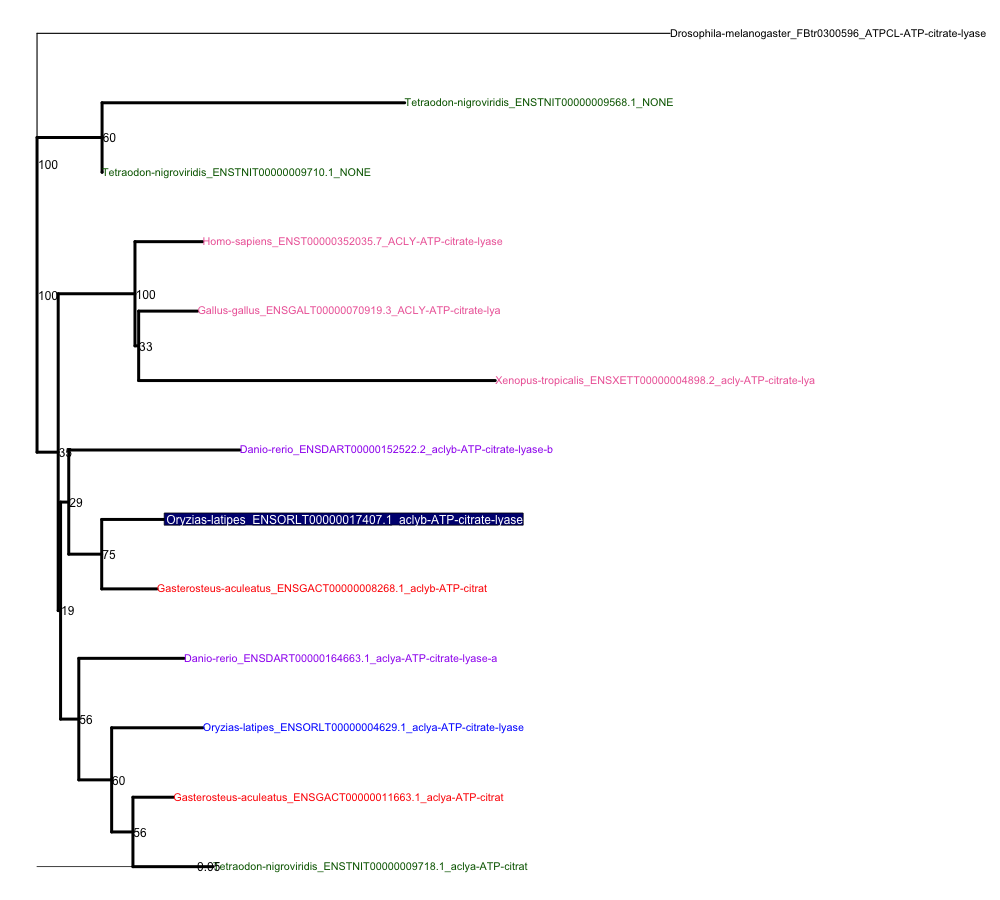 Drosophila-melanogaster_FBtr0300596_ATPCL-ATP-citrate-lyase
Tetraodon-nigroviridis_ENSTNIT00000009568.1_NONE
60
100
Tetraodon-nigroviridis_ENSTNIT00000009710.1_NONE
Homo-sapiens_ENST00000352035.7_ACLY-ATP-citrate-lyase
100
100
Gallus-gallus_ENSGALT00000070919.3_ACLY-ATP-citrate-lya
33
Xenopus-tropicalis_ENSXETT00000004898.2_acly-ATP-citrate-lya
Danio-rerio_ENSDART00000152522.2_aclyb-ATP-citrate-lyase-b
35
29
Oryzias-latipes_ENSORLT00000017407.1_aclyb-ATP-citrate-lyase
75
Gasterosteus-aculeatus_ENSGACT00000008268.1_aclyb-ATP-citrat
19
Danio-rerio_ENSDART00000164663.1_aclya-ATP-citrate-lyase-a
56
Oryzias-latipes_ENSORLT00000004629.1_aclya-ATP-citrate-lyase
60
Gasterosteus-aculeatus_ENSGACT00000011663.1_aclya-ATP-citrat
56
0.05
Tetraodon-nigroviridis_ENSTNIT00000009718.1_aclya-ATP-citrat